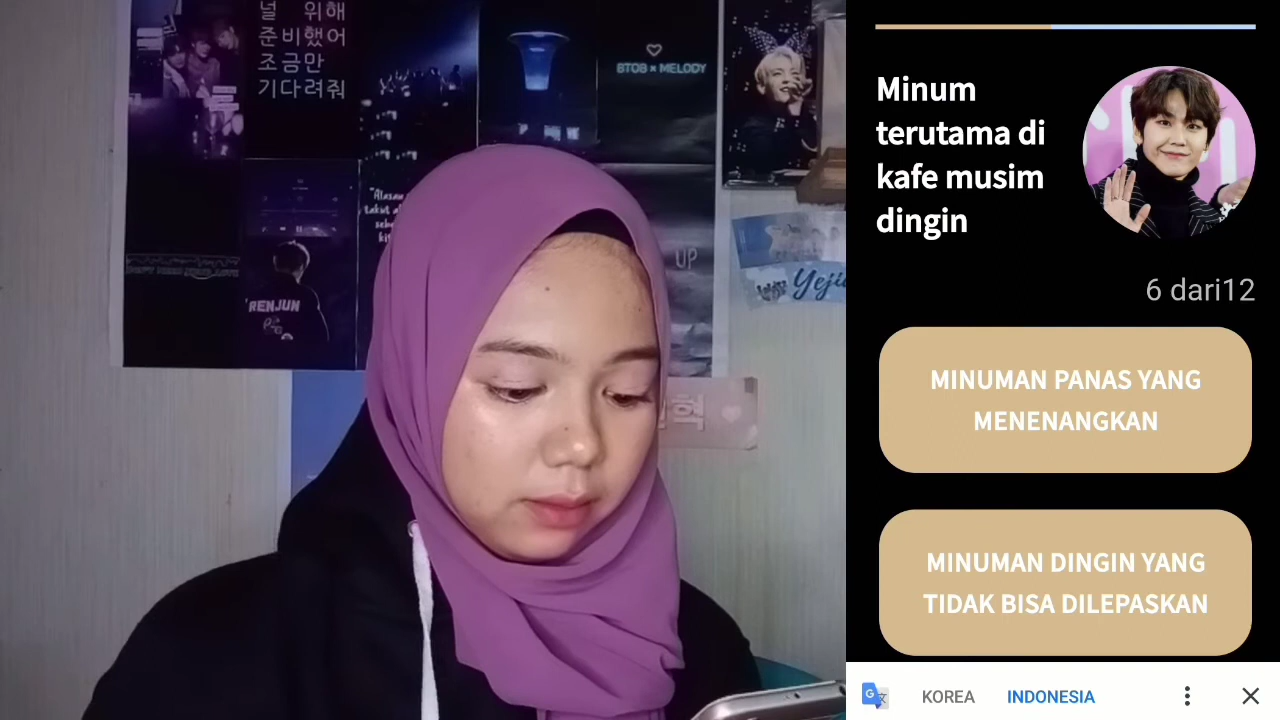 널 위해
준비했어
조금만
기다려줘
BTOB × MELODY
"Alasan
RENJUN
UP
Yeji
혁
Minum
terutama di
kafe musim
dingin
6 dari12
MINUMAN PANAS YANG
MENENANGKAN
MINUMAN DINGIN YANG
TIDAK BISA DILEPASKAN
KOREA
INDONESIA